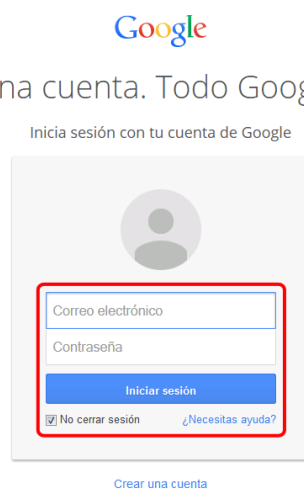 Google
na cuenta. Todo Goog
Inicia sesión con tu cuenta de Google
Correo electrónico
Contraseña
Iniciar sesión
No cerrar sesión ¿Necesitas ayuda?
Crear una cuenta